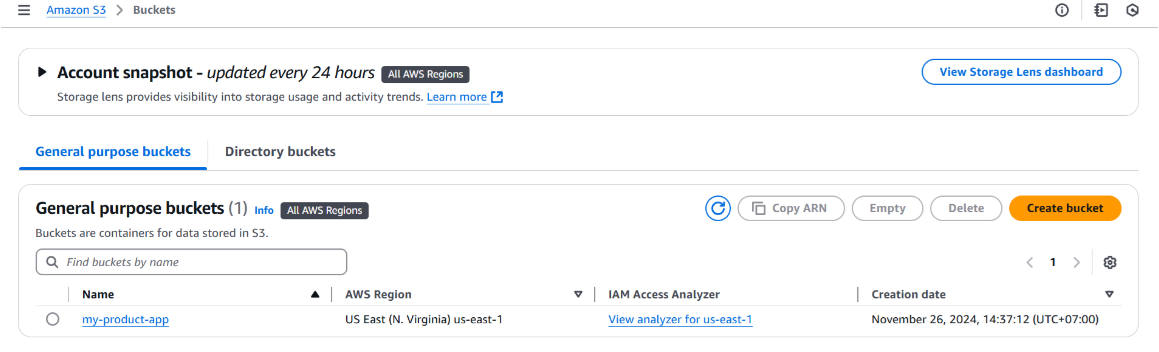 Amazon S3 > Buckets
Account snapshot - updated every 24 hours All AWS Regions
View Storage Lens dashboard
Storage lens provides visibility into storage usage and activity trends. Learn more
General purpose buckets Directory buckets
General purpose buckets (1) Info All AWS Regions
Copy ARN Empty Delete Create bucket
Buckets are containers for data stored in S3.
Find buckets by name
< 1 >
Name AWS Region IAM Access Analyzer Creation date
my-product-app US East (N. Virginia) us-east-1 View analyzer for us-east-1 November 26, 2024, 14:37:12 (UTC+07:00)